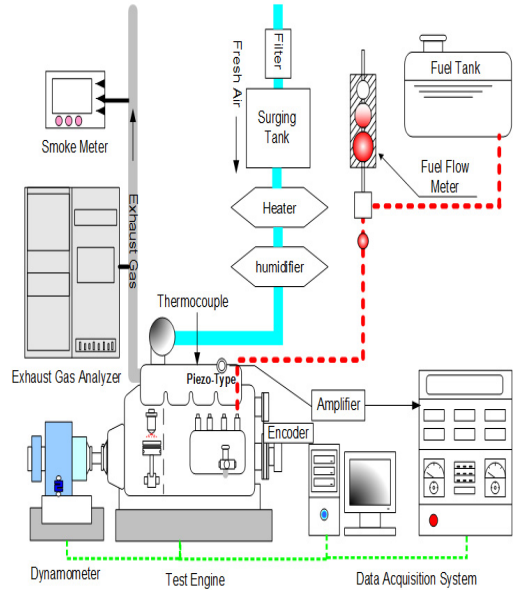 Filter
Fresh Air
Surging
Tank
Fuel Tank
Smoke Meter
Fuel Flow
Meter
Heater
Exhaust Gas
humidifier
Thermocouple
Exhaust Gas Analyzer
Piezo-Type
Amplifier
Encoder
Dynamometer
Test Engine
Data Acquisition System